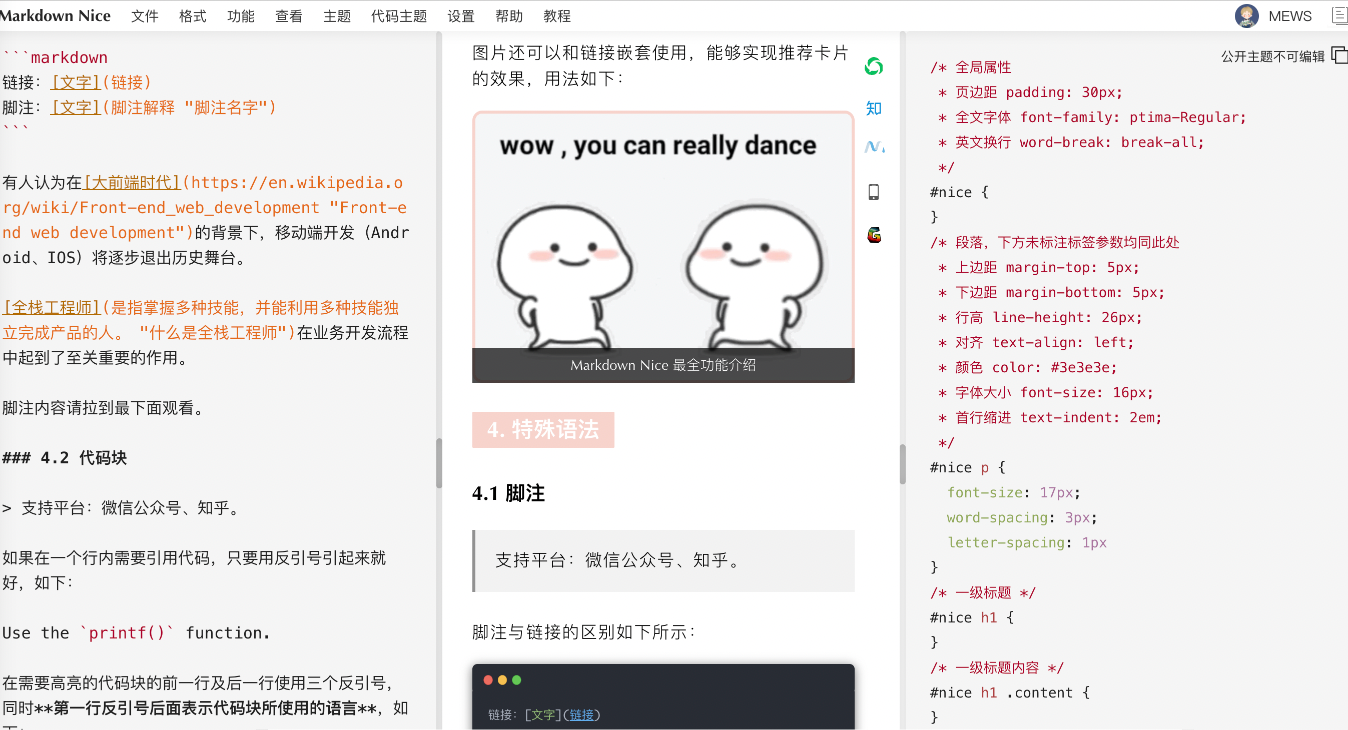 Markdown Nice 文件 格式 功能 查看 主题 代码主题 设置 帮助 教程 MEWS
```markdown
链接：[文字](链接)
脚注：[文字](脚注解释 "脚注名字")
```
有人认为在[大前端时代](https://en.wikipedia.o
rg/wiki/Front-end_web_development "Front-e
nd web development")的背景下，移动端开发（Andr
oid、IOS）将逐步退出历史舞台。
[全栈工程师](是指掌握多种技能，并能利用多种技能独
立完成产品的人。 "什么是全栈工程师")在业务开发流程
中起到了至关重要的作用。
脚注内容请拉到最下面观看。
### 4.2 代码块
> 支持平台：微信公众号、知乎。
如果在一个行内需要引用代码，只要用反引号引起来就
好，如下：
Use the `printf()` function.
在需要高亮的代码块的前一行及后一行使用三个反引号，
同时**第一行反引号后面表示代码块所使用的语言**，如
图片还可以和链接嵌套使用，能够实现推荐卡片
的效果，用法如下：
wow , you can really dance
Markdown Nice 最全功能介绍
4. 特殊语法
4.1 脚注
支持平台：微信公众号、知乎。
脚注与链接的区别如下所示：
链接：[文字](链接)
知
公开主题不可编辑
/* 全局属性
* 页边距 padding: 30px;
* 全文字体 font-family: ptima-Regular;
* 英文换行 word-break: break-all;
*/
#nice {
}
/* 段落，下方未标注标签参数均同此处
* 上边距 margin-top: 5px;
* 下边距 margin-bottom: 5px;
* 行高 line-height: 26px;
* 对齐 text-align: left;
* 颜色 color: #3e3e3e;
* 字体大小 font-size: 16px;
* 首行缩进 text-indent: 2em;
*/
#nice p {
font-size: 17px;
word-spacing: 3px;
letter-spacing: 1px
}
/* 一级标题 */
#nice h1 {
}
/* 一级标题内容 */
#nice h1 .content {
}